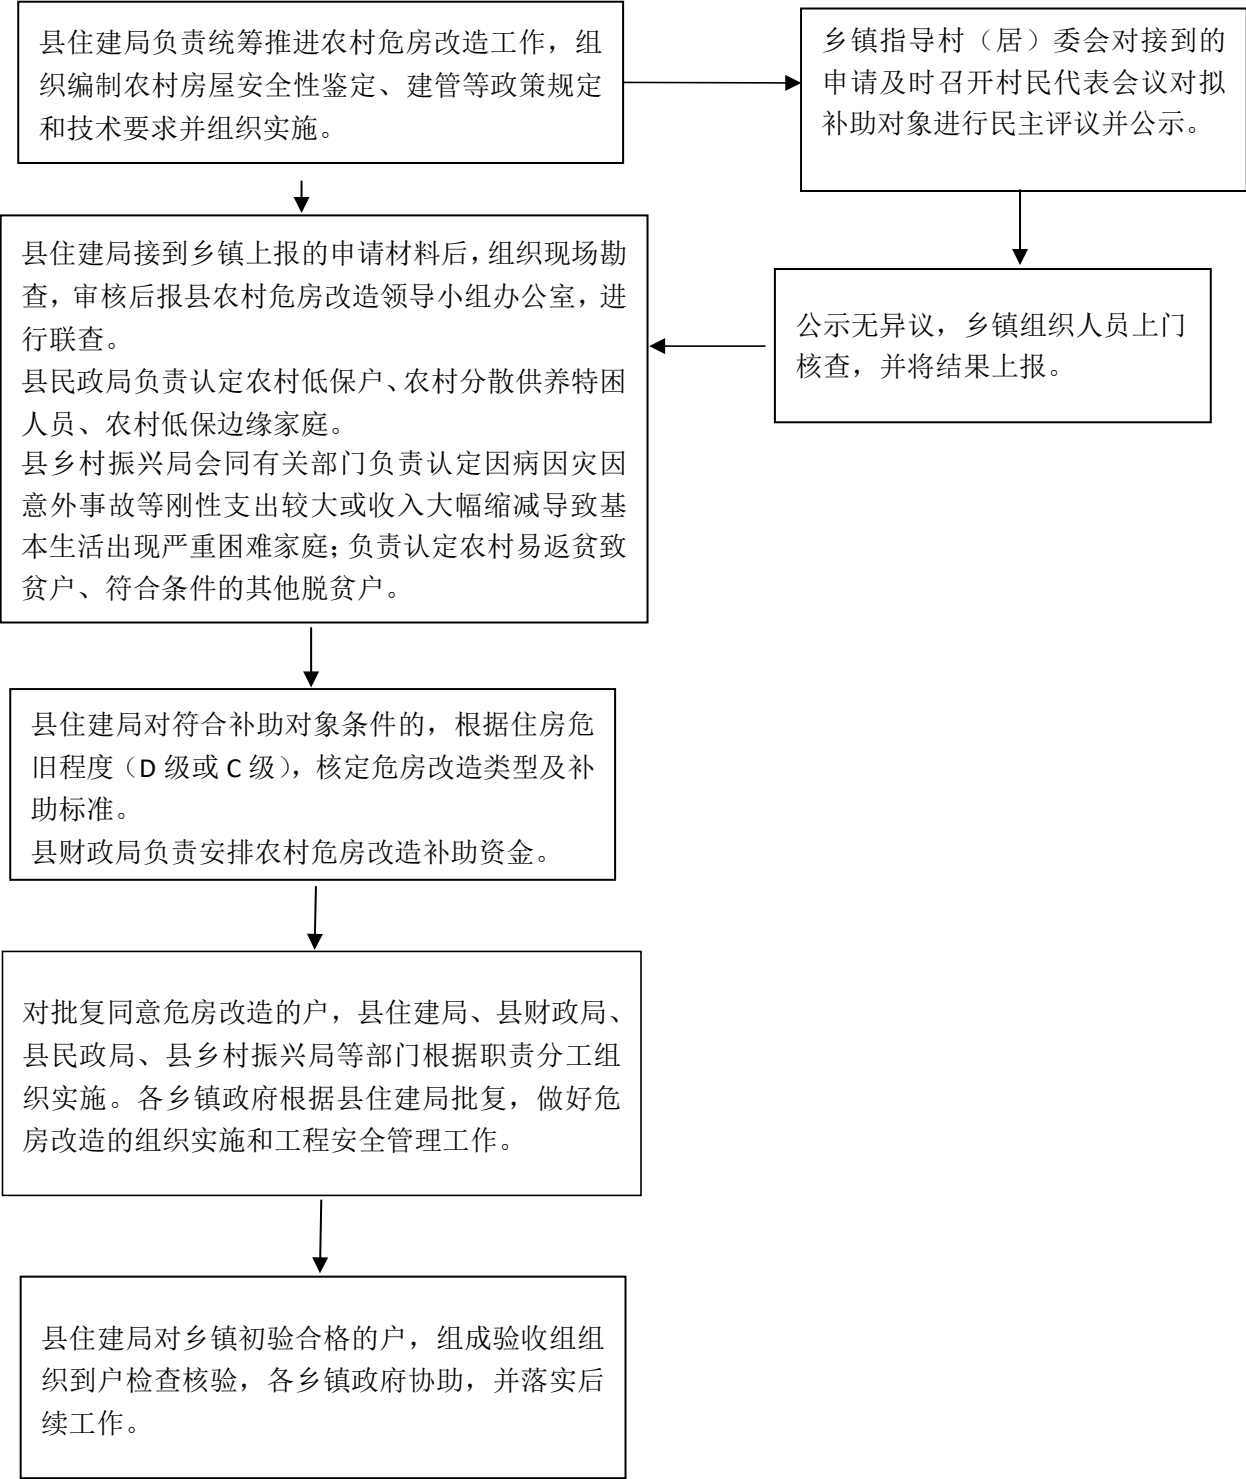 县住建局负责统筹推进农村危房改造工作，组
织编制农村房屋安全性鉴定、建管等政策规定
和技术要求并组织实施。
乡镇指导村（居）委会对接到的
申请及时召开村民代表会议对拟
补助对象进行民主评议并公示。
公示无异议，乡镇组织人员上门
核查，并将结果上报。
县住建局接到乡镇上报的申请材料后，组织现场勘
查，审核后报县农村危房改造领导小组办公室，进
行联查。
县民政局负责认定农村低保户、农村分散供养特困
人员、农村低保边缘家庭。
县乡村振兴局会同有关部门负责认定因病因灾因
意外事故等刚性支出较大或收入大幅缩减导致基
本生活出现严重困难家庭；负责认定农村易返贫致
贫户、符合条件的其他脱贫户。
县住建局对符合补助对象条件的，根据住房危
旧程度（D 级或 C 级），核定危房改造类型及补
助标准。
县财政局负责安排农村危房改造补助资金。
对批复同意危房改造的户，县住建局、县财政局、
县民政局、县乡村振兴局等部门根据职责分工组
织实施。各乡镇政府根据县住建局批复，做好危
房改造的组织实施和工程安全管理工作。
县住建局对乡镇初验合格的户，组成验收组组
织到户检查核验，各乡镇政府协助，并落实后
续工作。